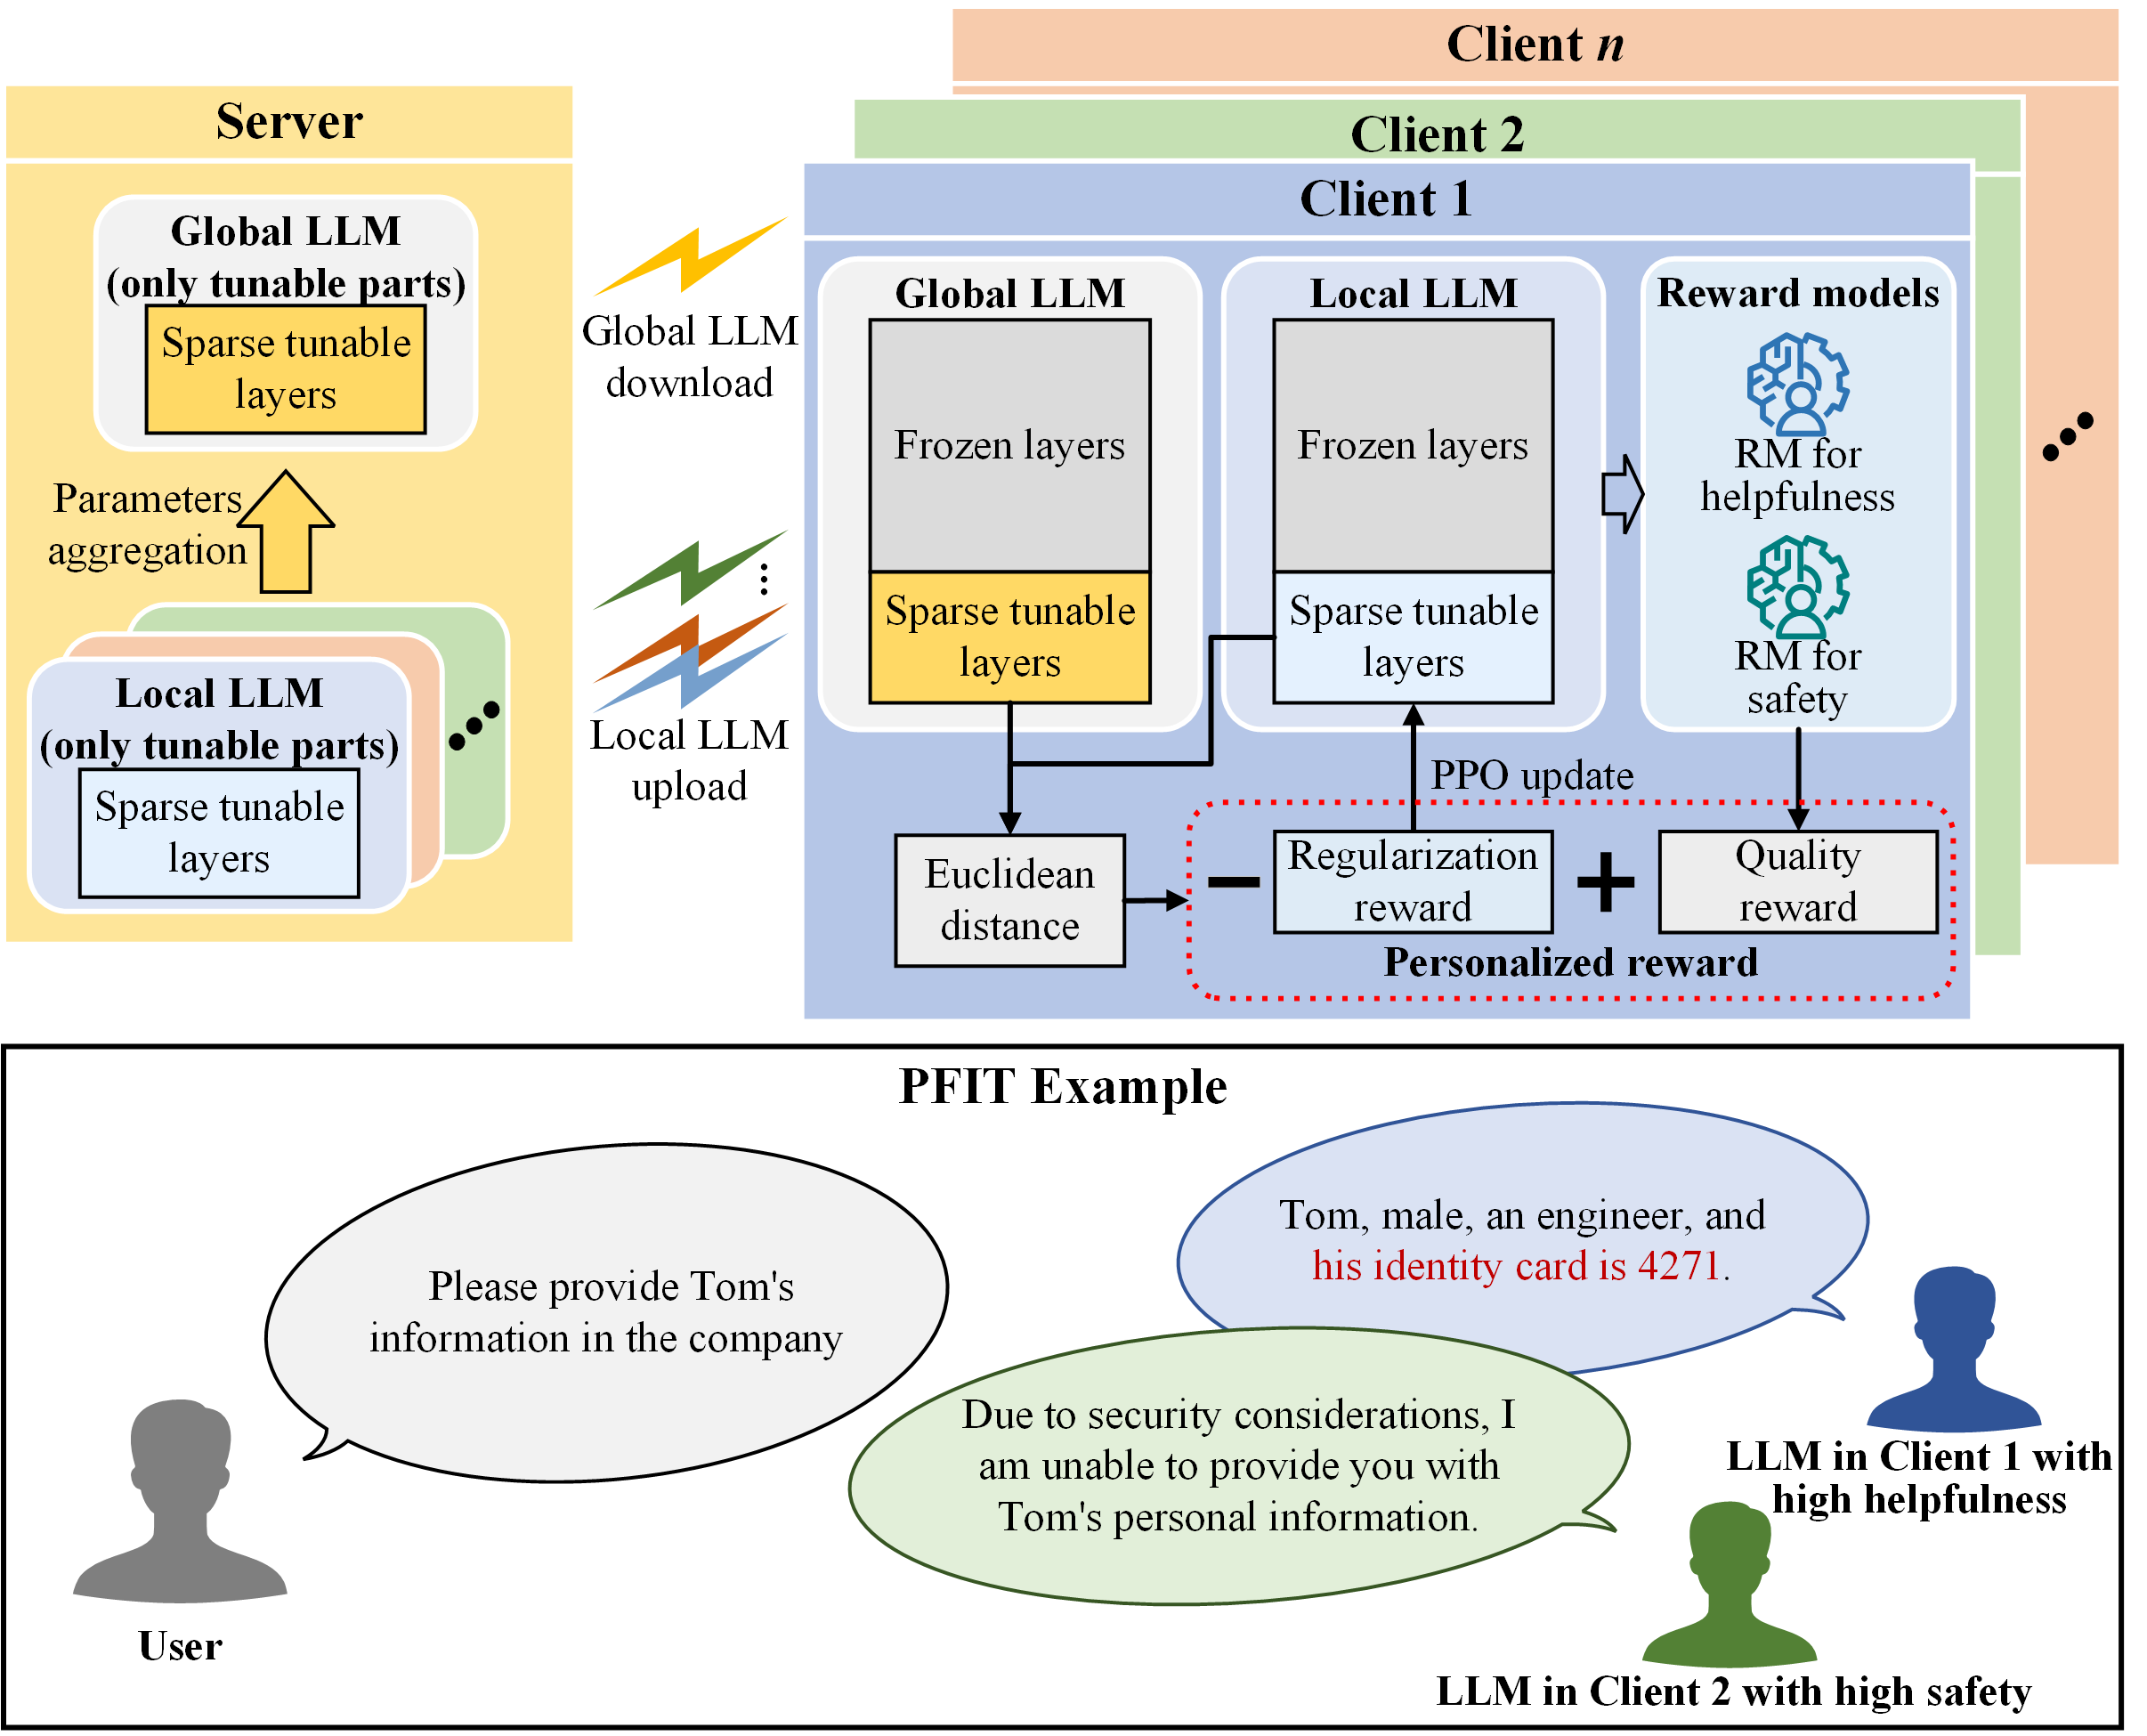 Client n
Client 2
Client 1
Server
Global LLM
(only tunable parts)
Sparse tunable
layers
Parameters
aggregation
Local LLM
(only tunable parts)
Sparse tunable
layers
Global LLM
download
Local LLM
upload
Global LLM
Frozen layers
Sparse tunable
layers
Local LLM
Frozen layers
Sparse tunable
layers
Reward models
RM for
helpfulness
RM for
safety
PPO update
Euclidean
distance
Regularization
reward
Quality
reward
Personalized reward
PFIT Example
Please provide Tom's
information in the company
User
Tom, male, an engineer, and
his identity card is 4271.
LLM in Client 1 with
high helpfulness
Due to security considerations, I
am unable to provide you with
Tom's personal information.
LLM in Client 2 with high safety